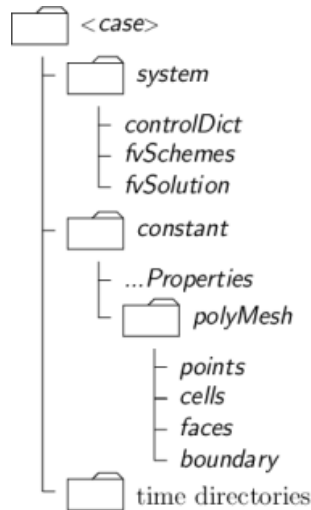 <case>
system
controlDict
fvSchemes
fvSolution
constant
...Properties
polyMesh
points
cells
faces
boundary
time directories